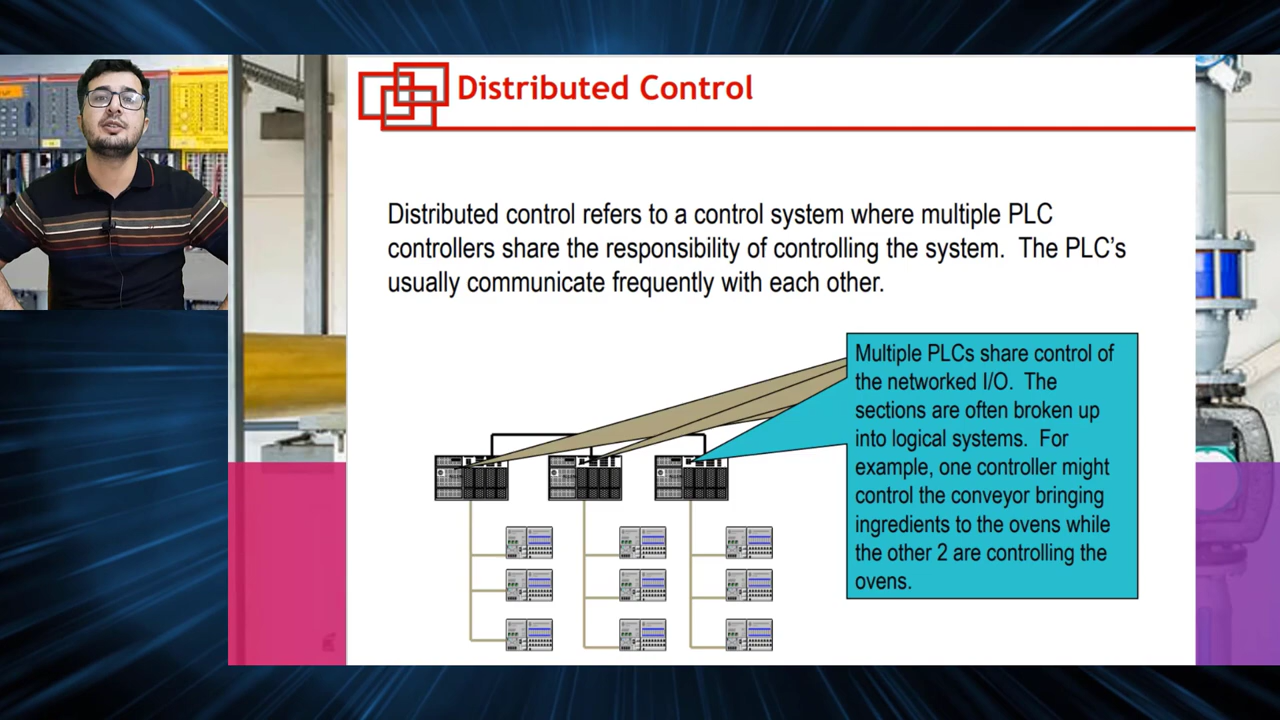 Distributed Control
Distributed control refers to a control system where multiple PLC
controllers share the responsibility of controlling the system.  The PLC’s
usually communicate frequently with each other.
Multiple PLCs share control of
the networked I/O.  The
sections are often broken up
into logical systems.  For
example, one controller might
control the conveyor bringing
ingredients to the ovens while
the other 2 are controlling the
ovens.